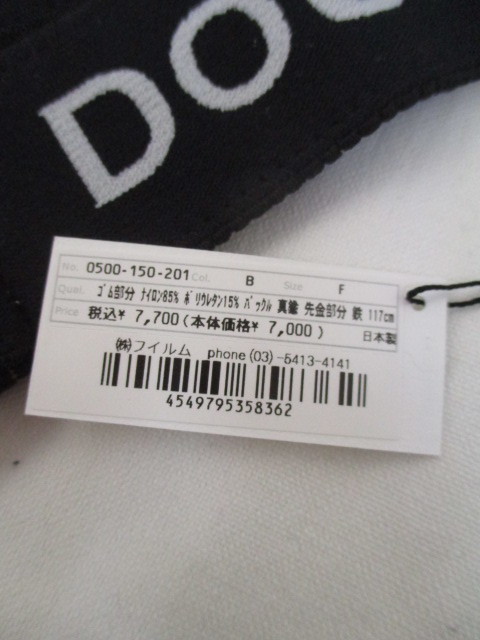 DOU
No. 0500-150-201 Col. B Size F
Qual. ゴム部分 ナイロン85% ポリウレタン15% バックル 真鍮 先金部分 鉄 117cm
Price 税込¥ 7,700(本体価格¥ 7,000) 日本製
㈱フイルム phone (03)-5413-4141
4549795358362